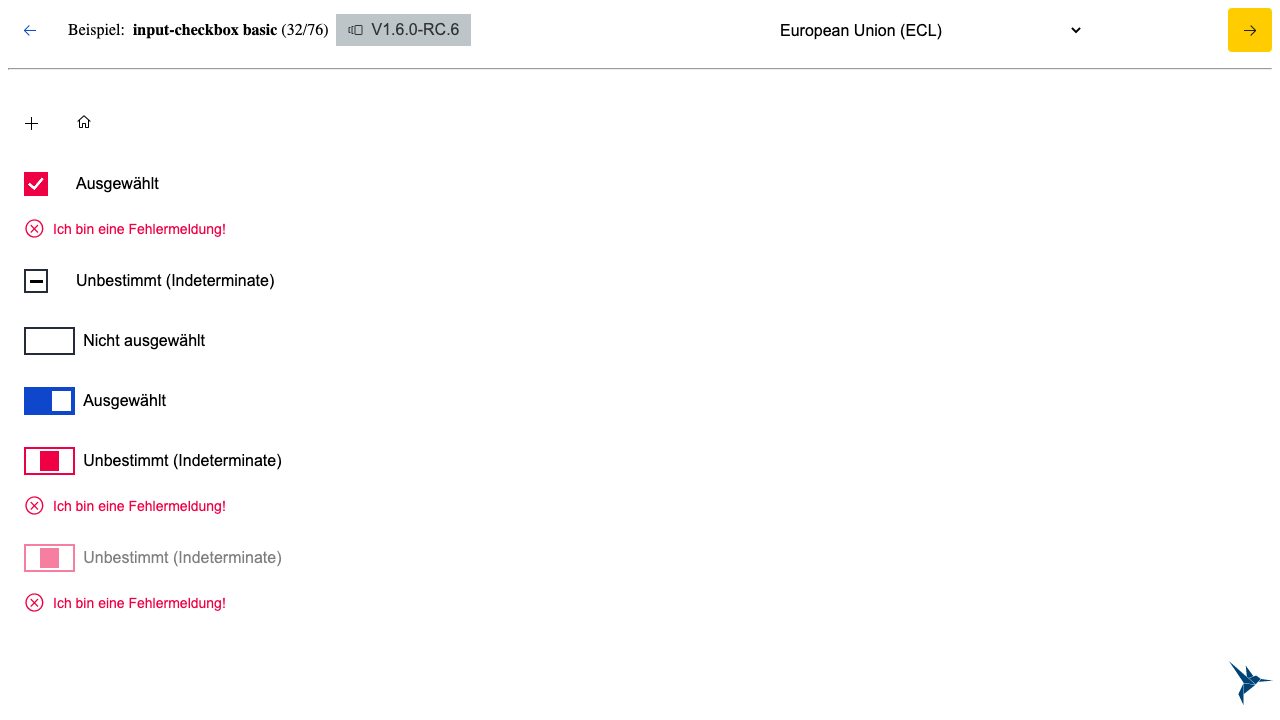 Beispiel: input-checkbox basic (32/76) V1.6.0-RC.6 European Union (ECL)
Ausgewählt
Ich bin eine Fehlermeldung!
Unbestimmt (Indeterminate)
Nicht ausgewählt
Ausgewählt
Unbestimmt (Indeterminate)
Ich bin eine Fehlermeldung!
Unbestimmt (Indeterminate)
Ich bin eine Fehlermeldung!